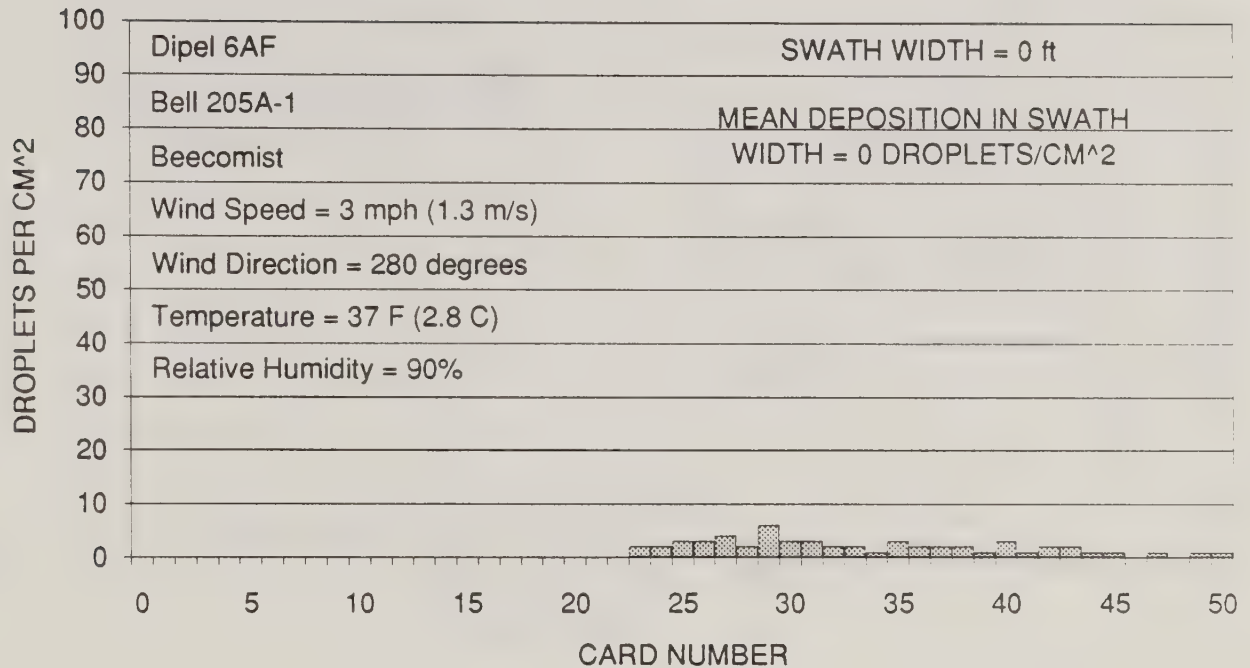 DROPLETS PER CM^2
100
90
80
70
60
50
40
30
20
10
0
Dipel 6AF
SWATH WIDTH = 0 ft
Bell 205A-1
MEAN DEPOSITION IN SWATH
WIDTH = 0 DROPLETS/CM^2
Beecomist
Wind Speed = 3 mph (1.3 m/s)
Wind Direction = 280 degrees
Temperature = 37 F (2.8 C)
Relative Humidity = 90%
0 5 10 15 20 25 30 35 40 45 50
CARD NUMBER